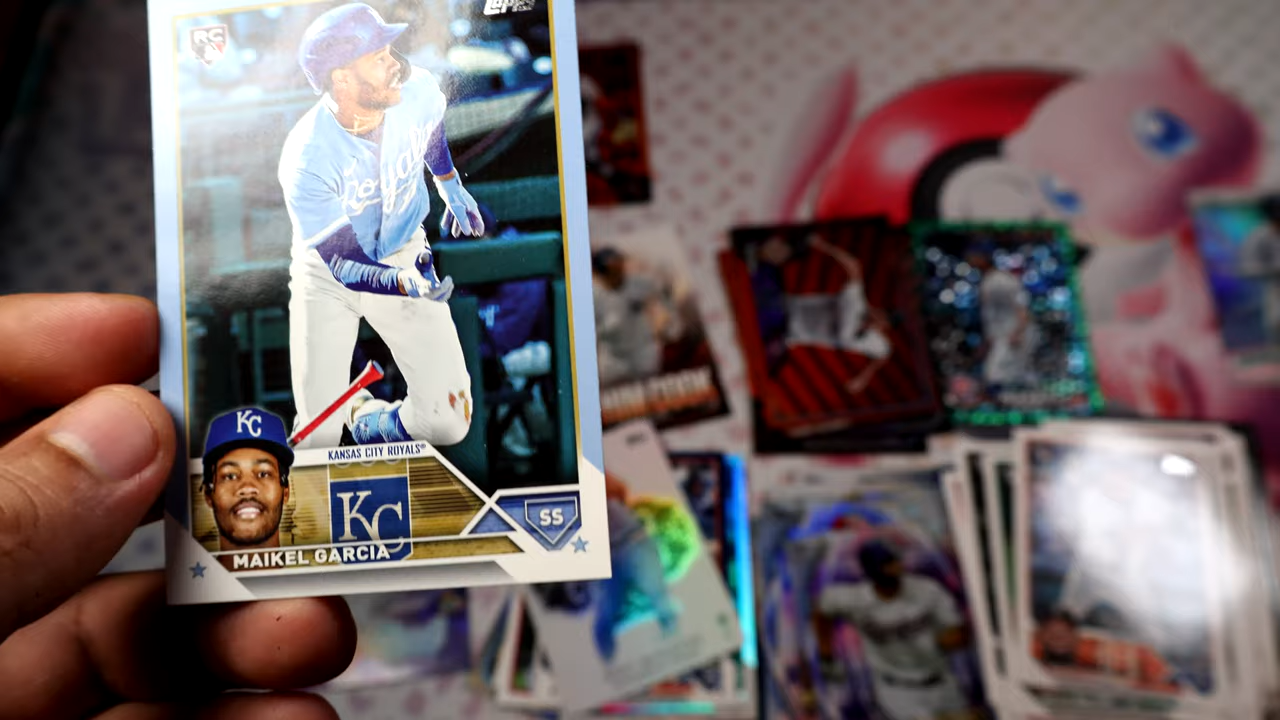 Topps
RC
Royals
KC
KANSAS CITY ROYALS®
KC
SS
MAIKEL GARCIA